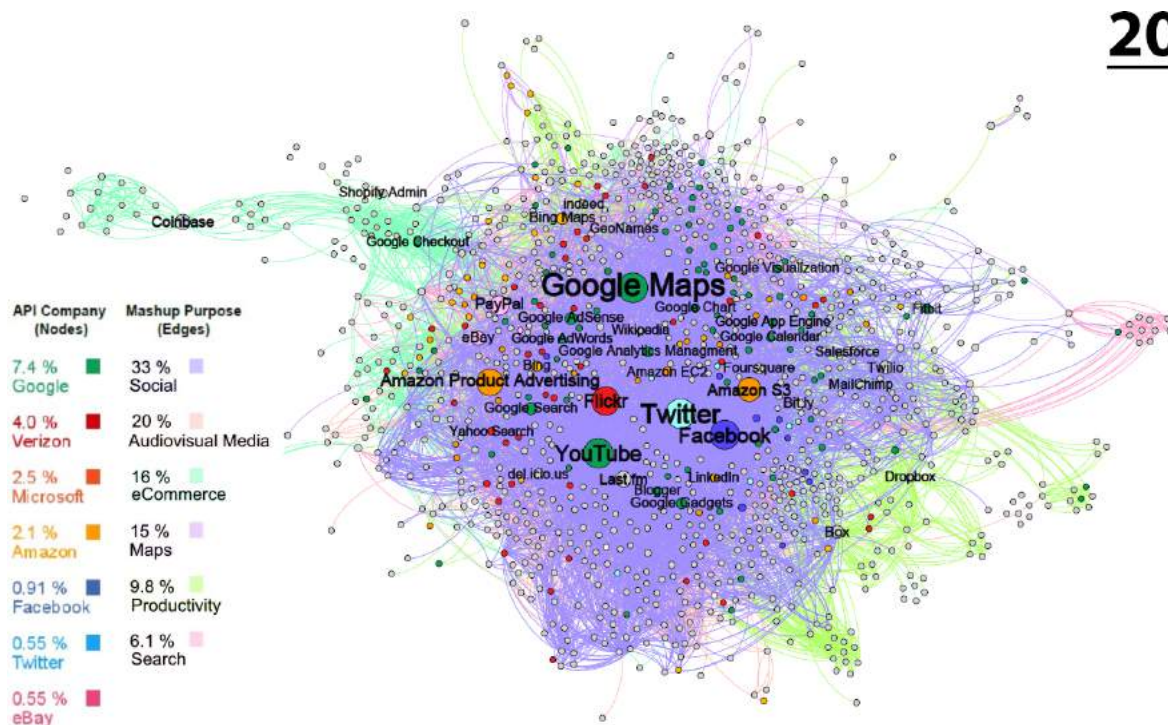 20
Shopify Admin
Coinbase
Google Checkout
Indeed,
Bing Maps
GeoNames
Google Visualization
Google Maps
PayPal
Google Chart
Fitbit
Google AdSense
Wikipedia
Google App Engine
eBay
Google AdWords
Google Calendar
Google Analytics Managment
Salesforce
Bing
Amazon EC2
Foursquare
Twilio
Amazon Product Advertising
Amazon S3
MailChimp
Flickr
Bit.ly
Google Search
Twitter
Yahoo Search
Facebook
YouTube
del.icio.us
Last.fm
LinkedIn
Dropbox
Blogger
Google Gadgets
Box
API Company
(Nodes)
7.4 %
Google
4.0 %
Verizon
2.5 %
Microsoft
2.1 %
Amazon
0.91 %
Facebook
0.55 %
Twitter
0.55 %
eBay
Mashup Purpose
(Edges)
33 %
Social
20 %
Audiovisual Media
16 %
eCommerce
15 %
Maps
9.8 %
Productivity
6.1 %
Search